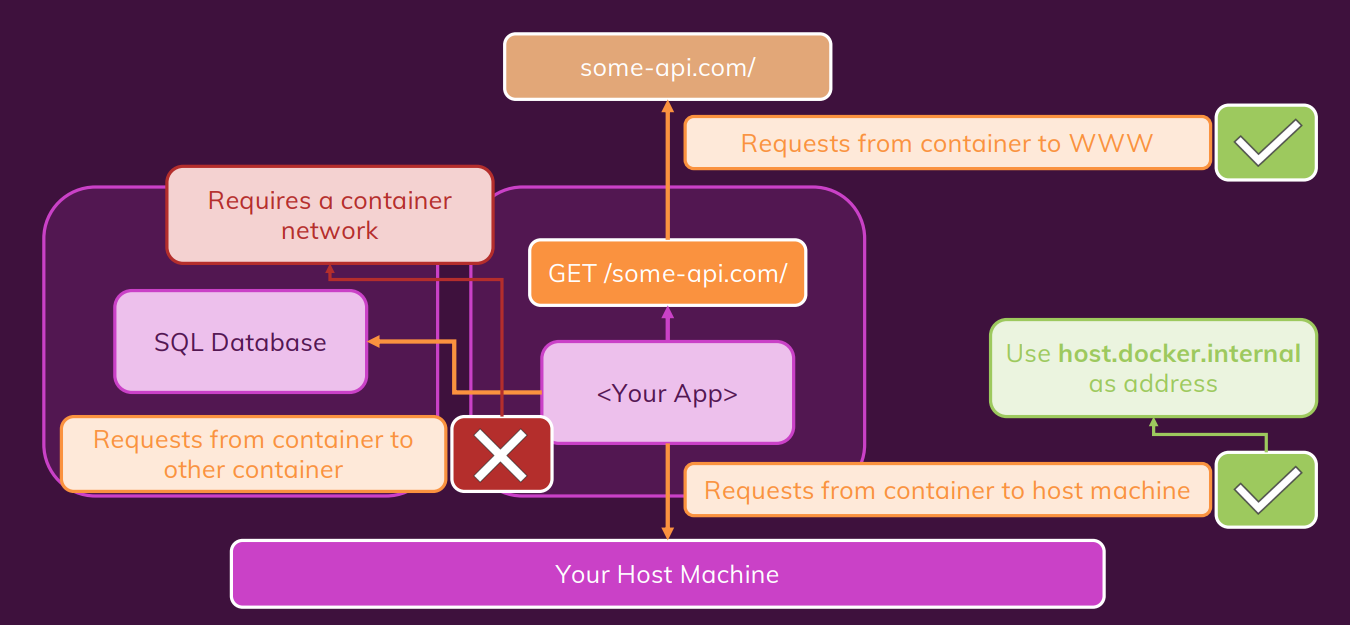 some-api.com/
Requests from container to WWW
Requires a container
network
GET /some-api.com/
SQL Database
<Your App>
Use host.docker.internal
as address
Requests from container to
other container
Requests from container to host machine
Your Host Machine